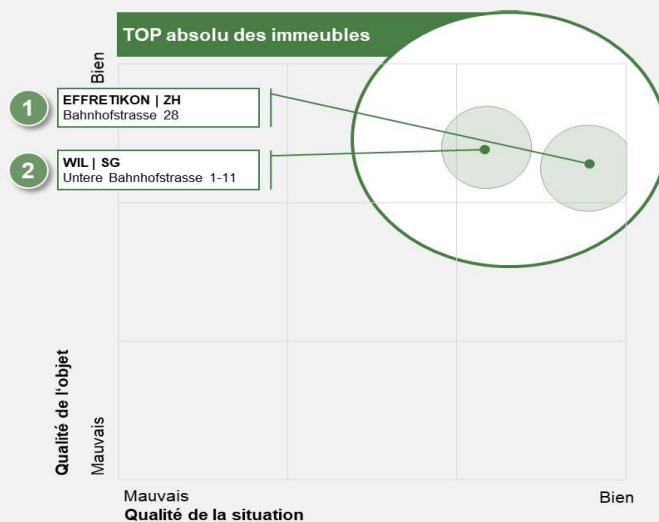 TOP absolu des immeubles
Bien
1
EFFRETIKON | ZH
Bahnhofstrasse 28
2
WIL | SG
Untere Bahnhofstrasse 1-11
Qualité de l'objet
Mauvais
Mauvais
Bien
Qualité de la situation